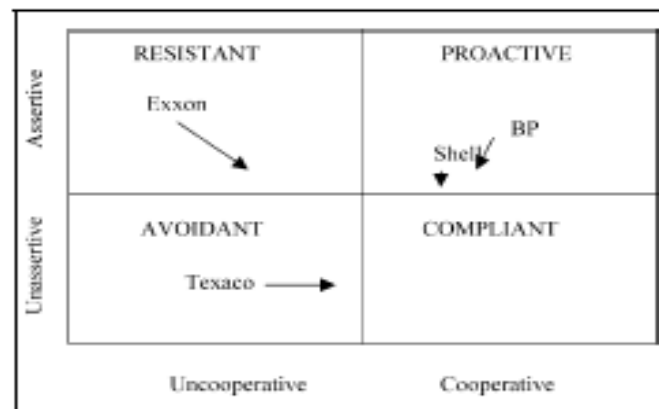 RESISTANT PROACTIVE
Assertive
Exxon
BP
Shell
AVOIDANT COMPLIANT
Unassertive
Texaco
Uncooperative Cooperative